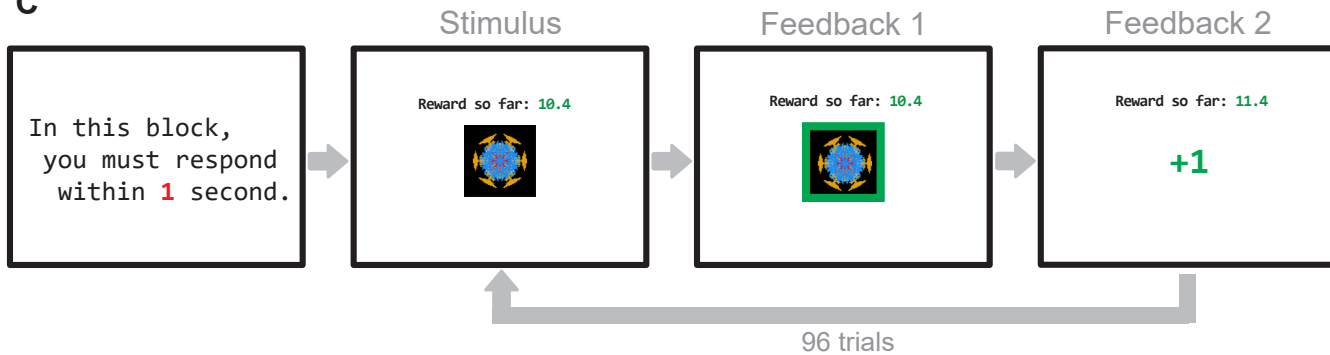 C
Stimulus
Feedback 1
Feedback 2
In this block,
you must respond
within 1 second.
Reward so far: 10.4
Reward so far: 10.4
Reward so far: 11.4
+1
96 trials